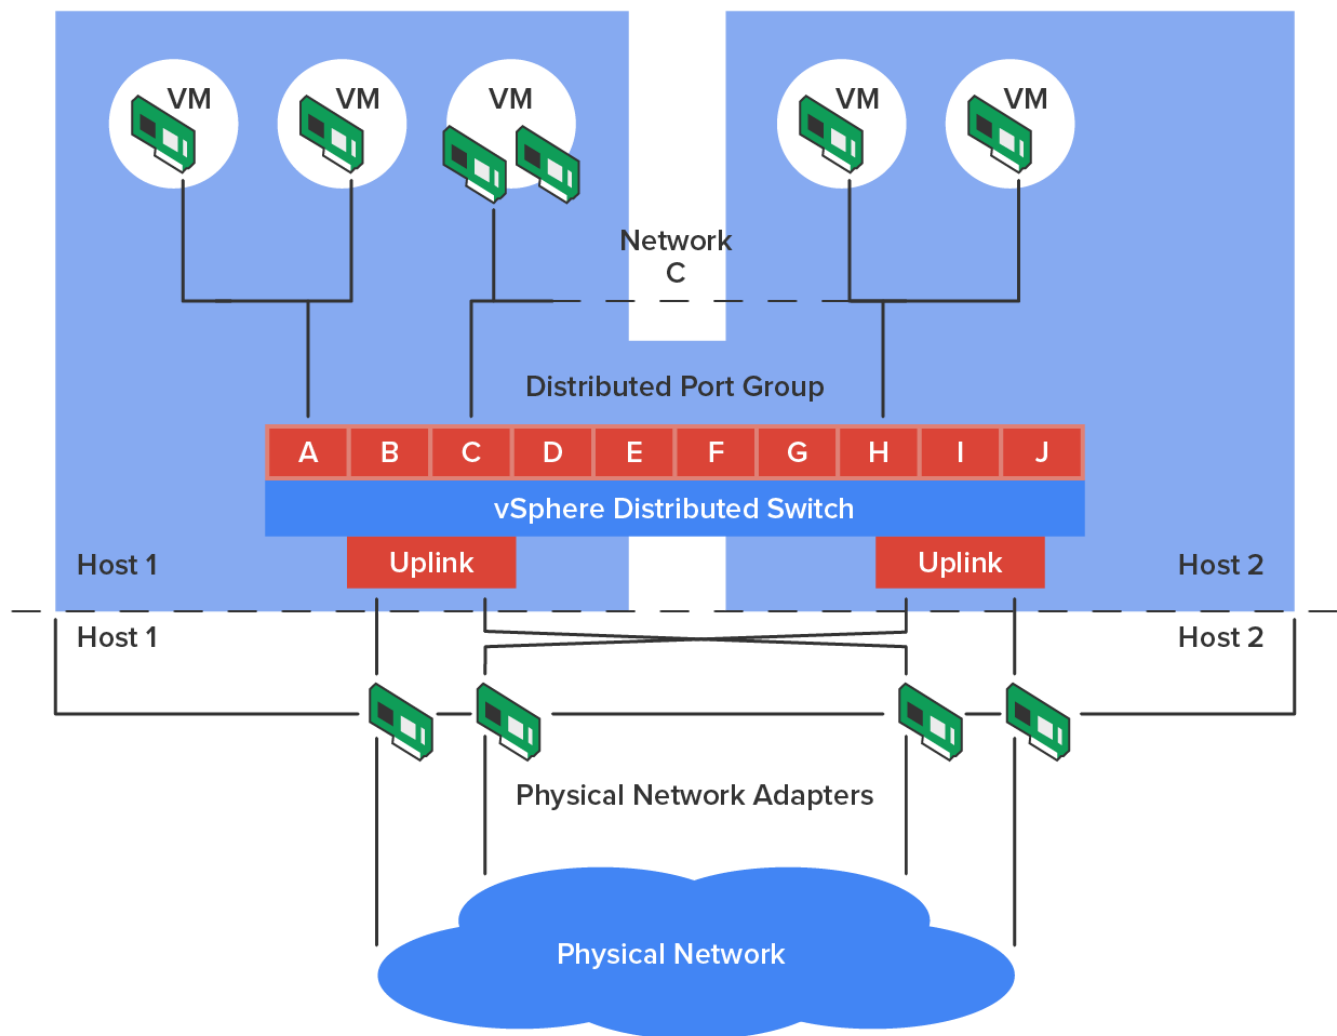 VM
VM
VM
VM
VM
Network
C
Distributed Port Group
A B C D E F G H I J
vSphere Distributed Switch
Uplink
Uplink
Host 1
Host 2
Host 1
Host 2
Physical Network Adapters
Physical Network